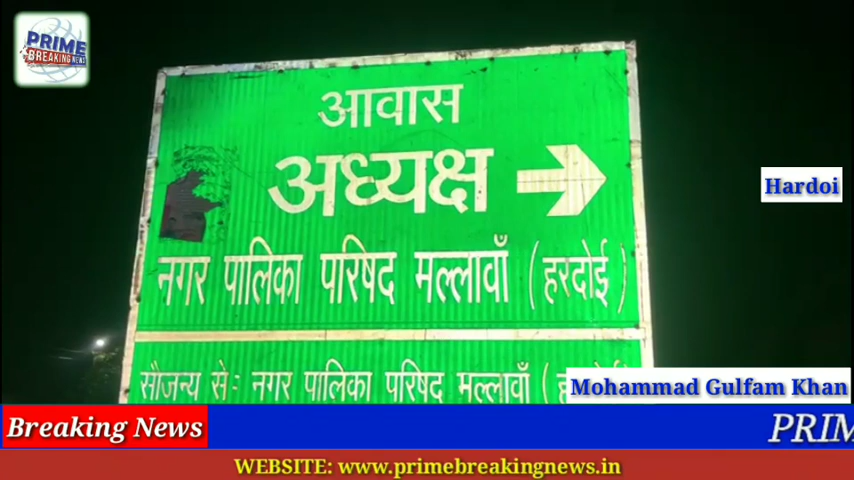 PRIME
BREAKING NEWS
आवास
अध्यक्ष
Hardoi
नगर पालिका परिषद मल्लावाँ (हरदोई)
सौजन्य से: नगर पालिका परिषद मल्लावाँ
Mohammad Gulfam Khan
Breaking News
WEBSITE: www.primebreakingnews.in